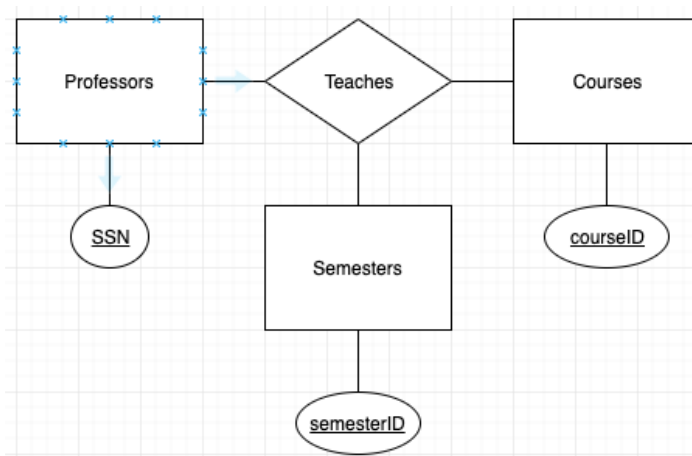 Professors
Teaches
Courses
SSN
Semesters
courseID
semesterID